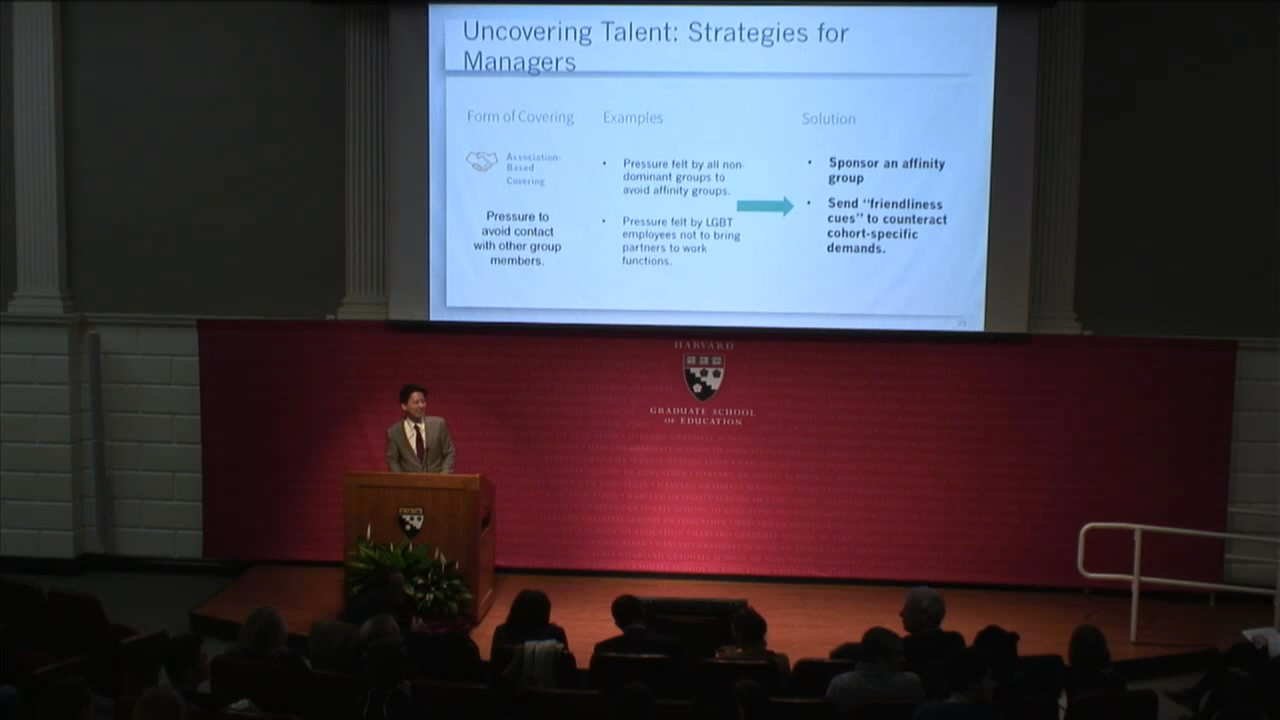 Uncovering Talent: Strategies for
Managers
Form of Covering
Examples
Solution
Association-
Based
Covering
Pressure to
avoid contact
with other group
members.
• Pressure felt by all non-
dominant groups to
avoid affinity groups.
• Pressure felt by LGBT
employees not to bring
partners to work
functions.
• Sponsor an affinity
group
• Send "friendliness
cues" to counteract
cohort-specific
demands.
HARVARD
GRADUATE SCHOOL
OF EDUCATION